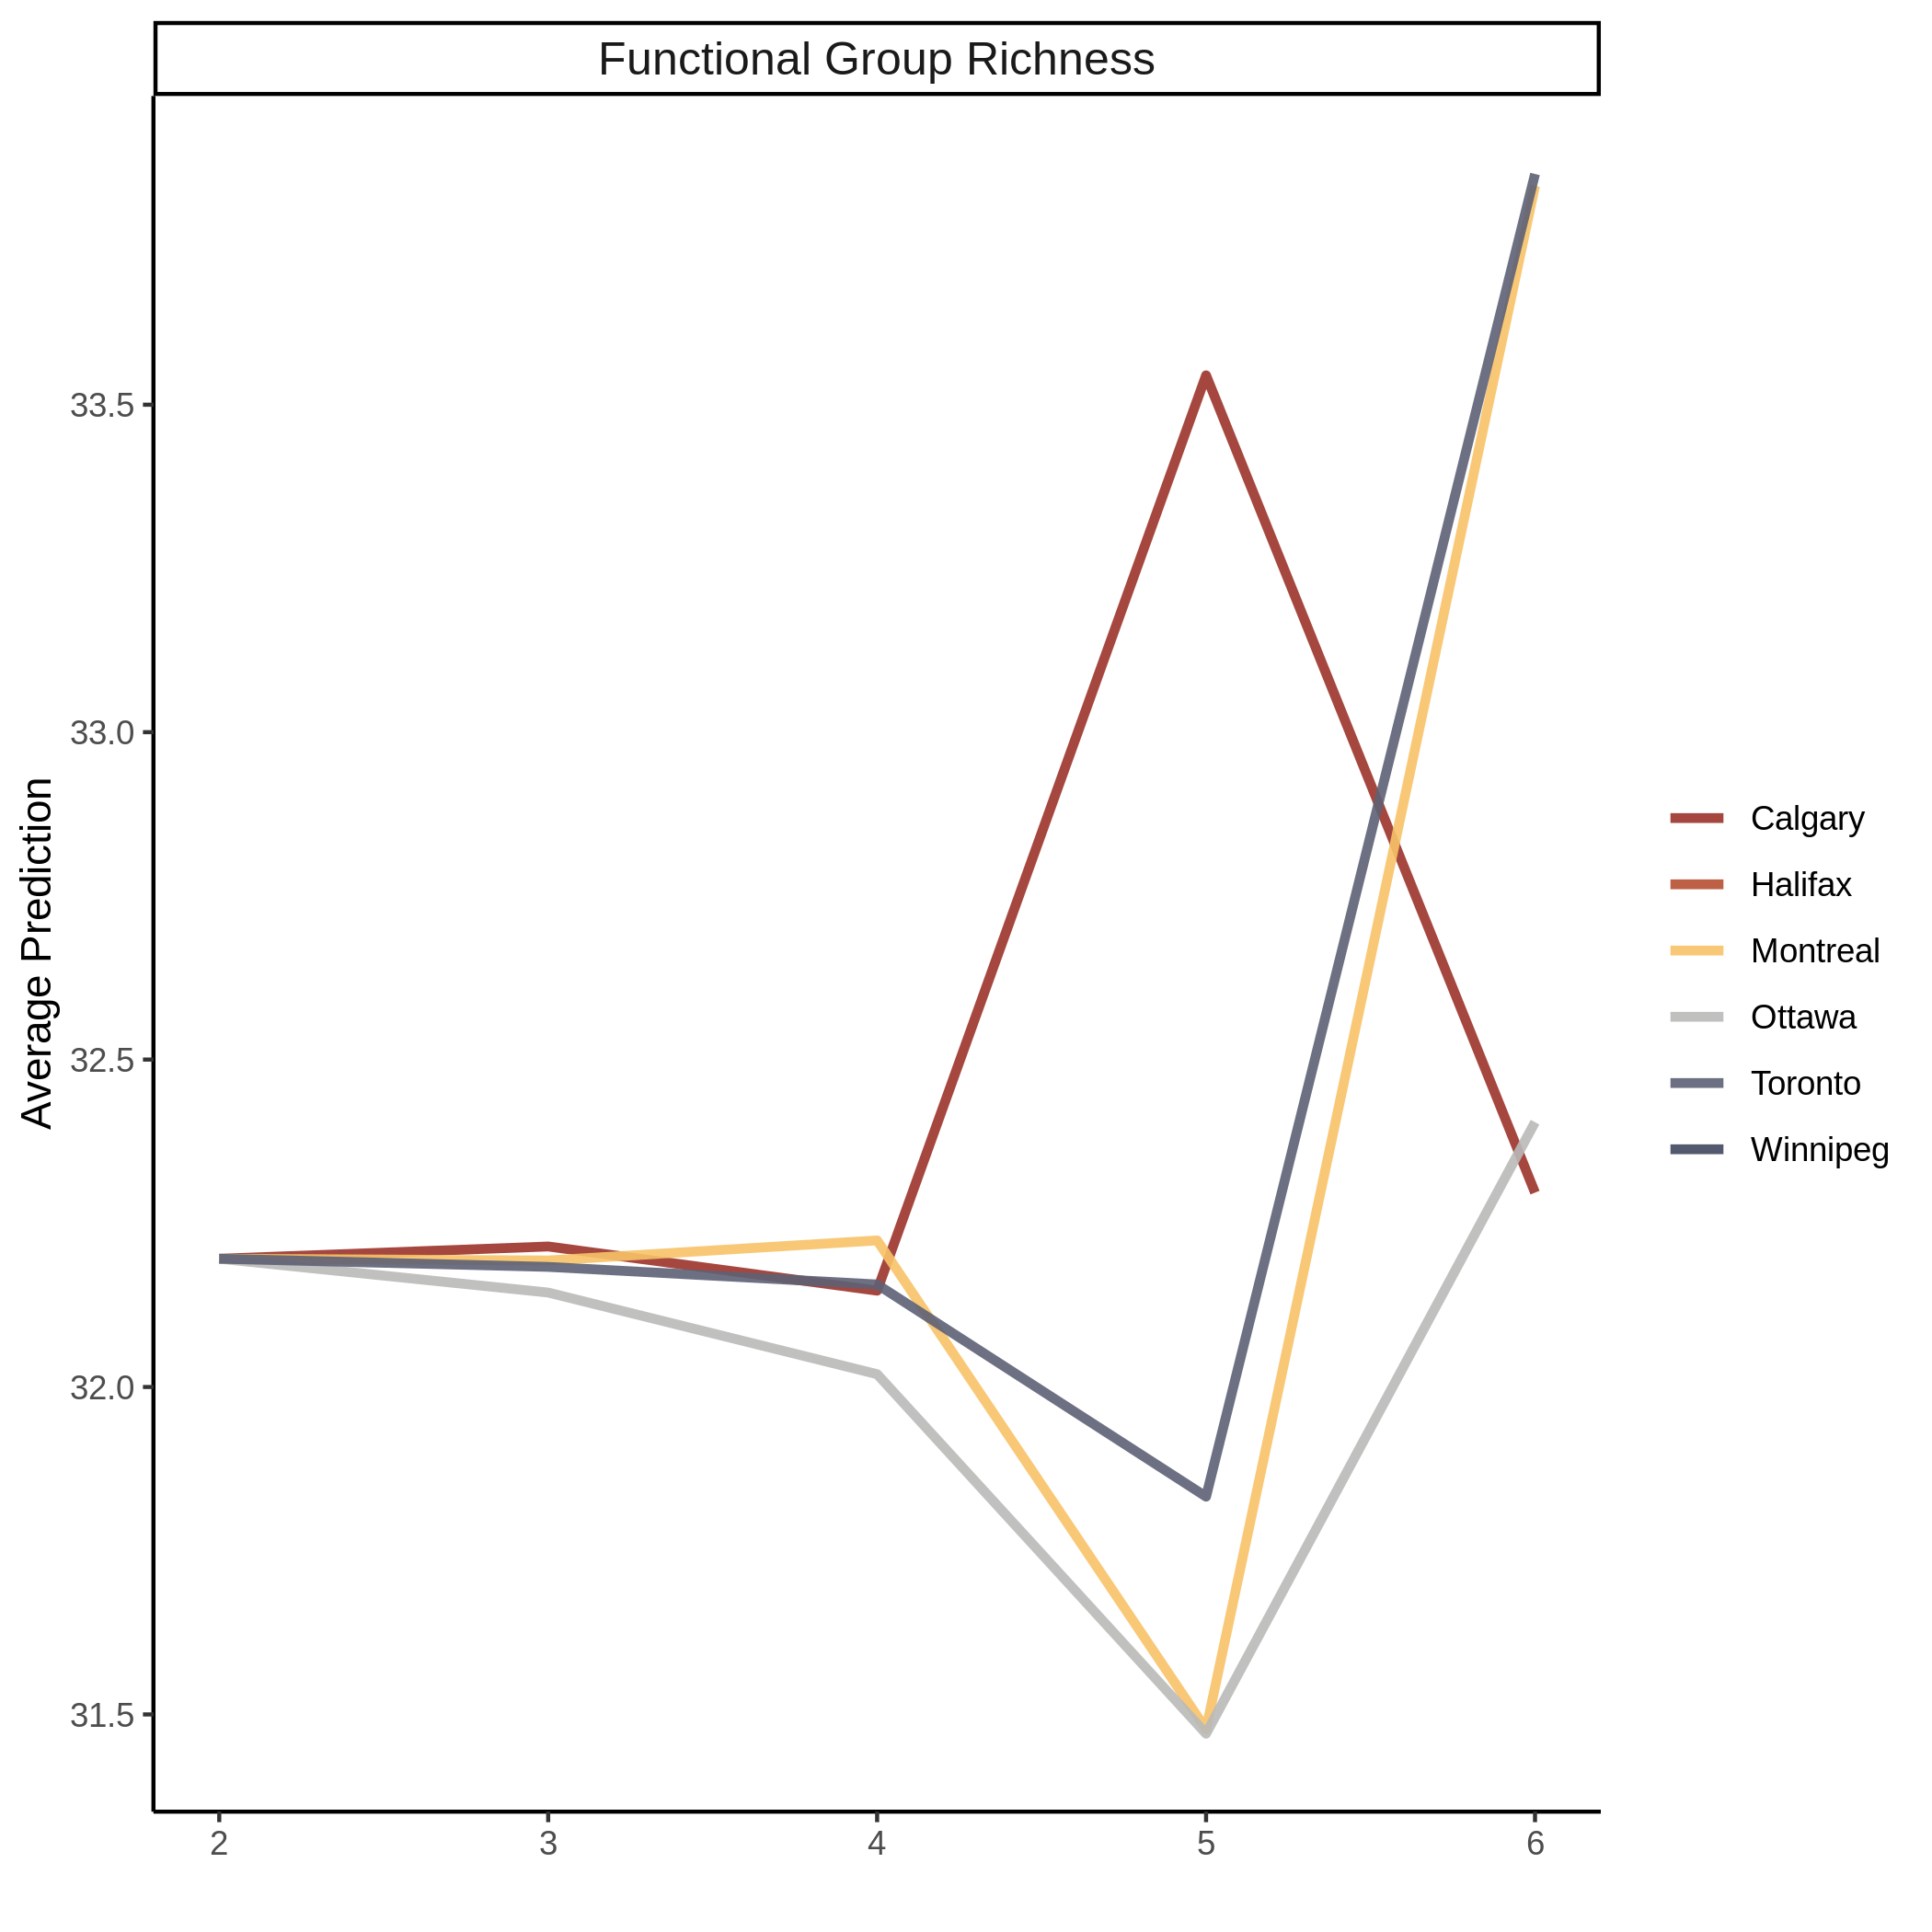 Functional Group Richness
Average Prediction
33.5
33.0
32.5
32.0
31.5
2
3
4
5
6
Calgary
Halifax
Montreal
Ottawa
Toronto
Winnipeg